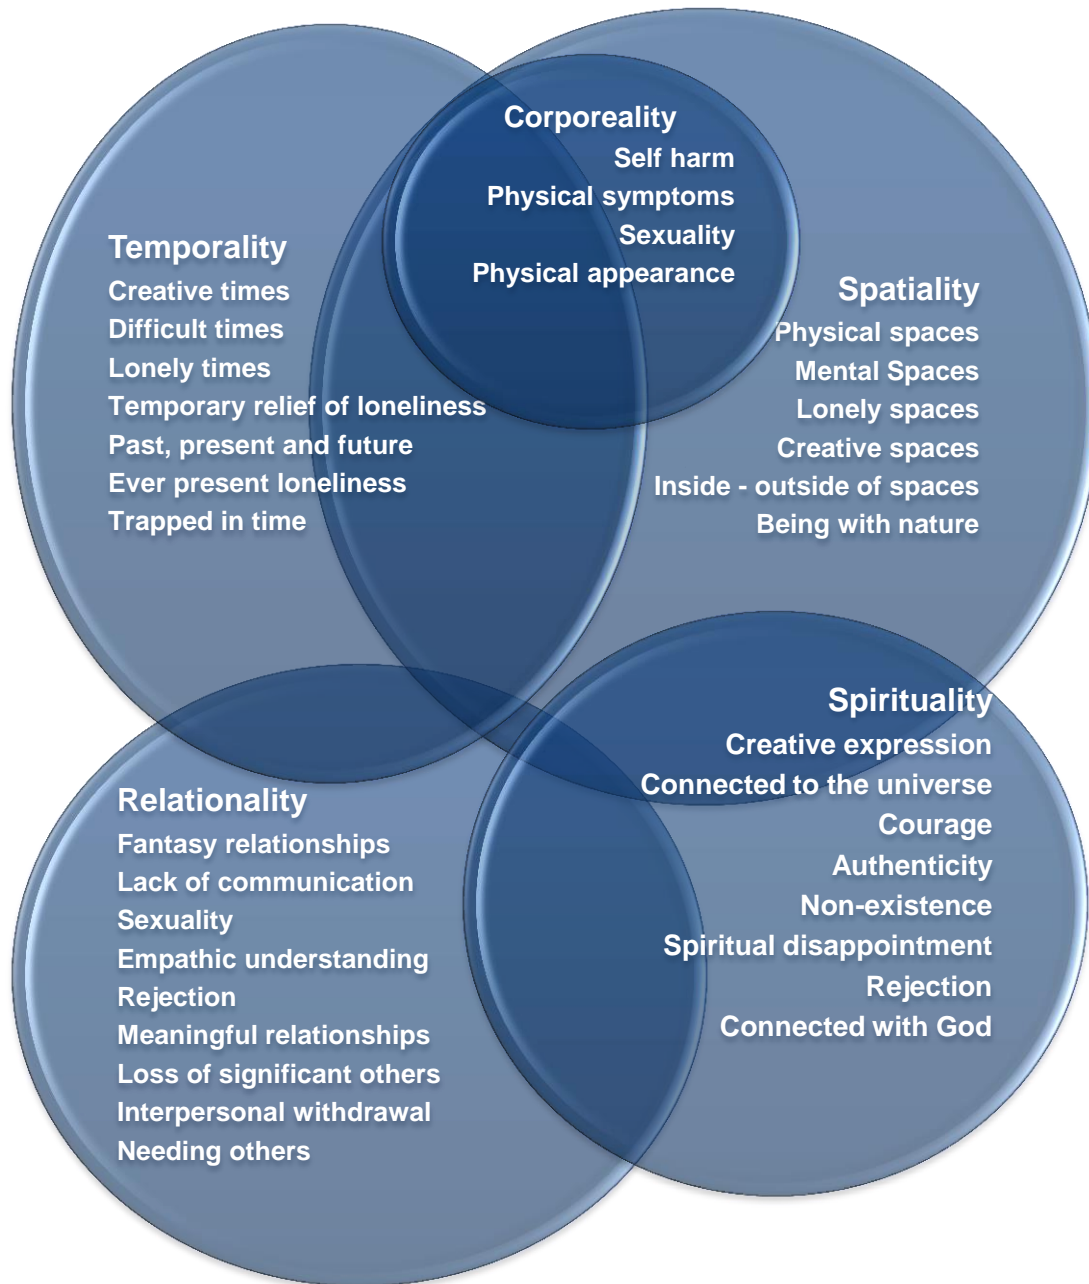 Corporeality
Self harm
Physical symptoms
Sexuality
Physical appearance
Temporality
Creative times
Difficult times
Lonely times
Temporary relief of loneliness
Past, present and future
Ever present loneliness
Trapped in time
Spatiality
Physical spaces
Mental Spaces
Lonely spaces
Creative spaces
Inside - outside of spaces
Being with nature
Relationality
Fantasy relationships
Lack of communication
Sexuality
Empathic understanding
Rejection
Meaningful relationships
Loss of significant others
Interpersonal withdrawal
Needing others
Spirituality
Creative expression
Connected to the universe
Courage
Authenticity
Non-existence
Spiritual disappointment
Rejection
Connected with God